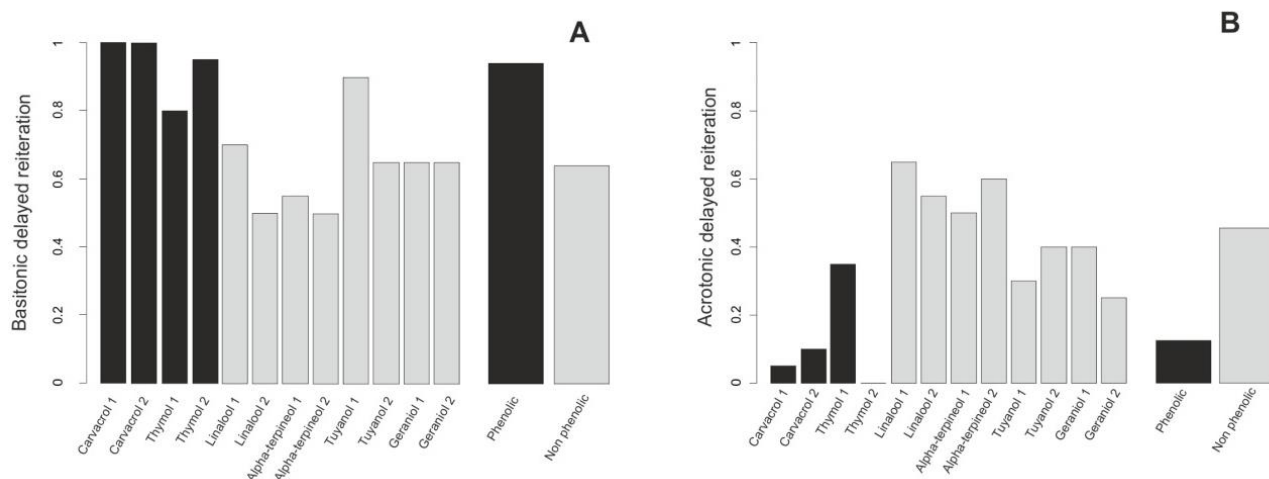 A
Basitonic delayed reiteration
1
0.8
0.6
0.4
0.2
0
Carvacrol 1
Carvacrol 2
Thymol 1
Thymol 2
Linalool 1
Linalool 2
Alpha-terpineol 1
Alpha-terpineol 2
Tuyanol 1
Tuyanol 2
Geraniol 1
Geraniol 2
Phenolic
Non phenolic
B
Acrotonic delayed reiteration
1
0.8
0.6
0.4
0.2
0
Carvacrol 1
Carvacrol 2
Thymol 1
Thymol 2
Linalool 1
Linalool 2
Alpha-terpineol 1
Alpha-terpineol 2
Tuyanol 1
Tuyanol 2
Geraniol 1
Geraniol 2
Phenolic
Non phenolic